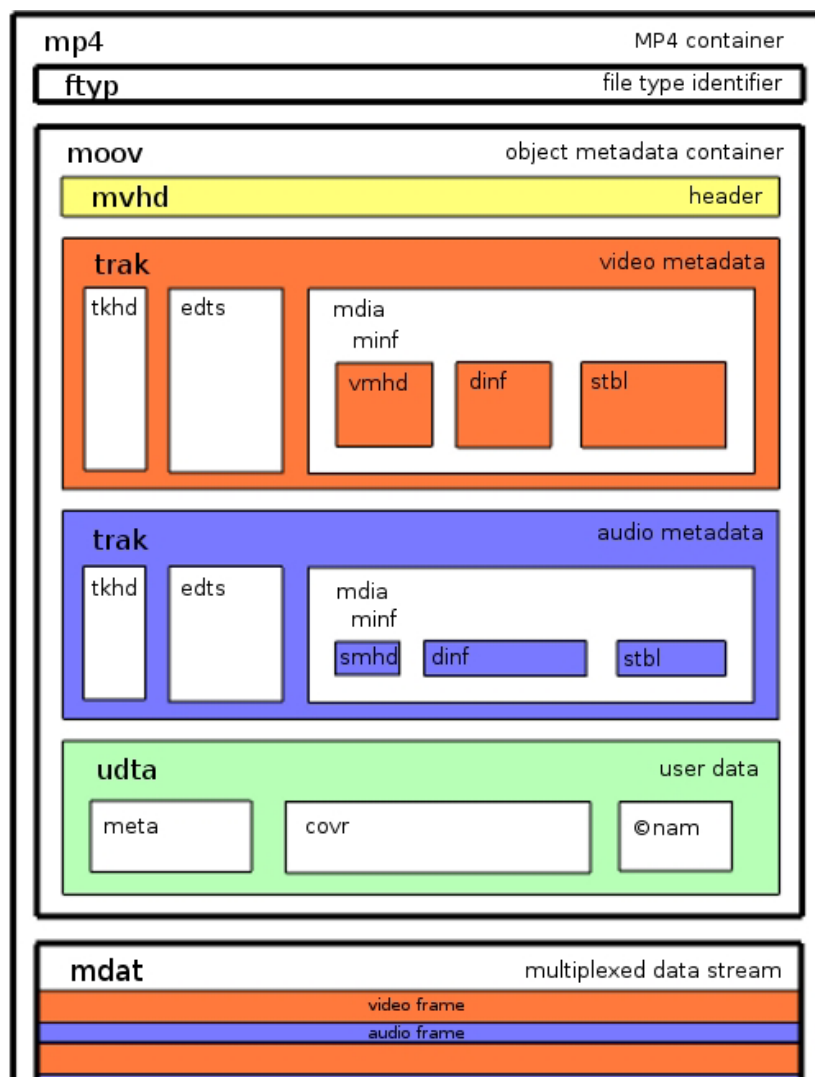 mp4 MP4 container
ftyp file type identifier
moov object metadata container
mvhd header
trak video metadata
tkhd edts mdia
minf
vmhd dinf stbl
trak audio metadata
tkhd edts mdia
minf
smhd dinf stbl
udta user data
meta covr ©nam
mdat multiplexed data stream
video frame
audio frame